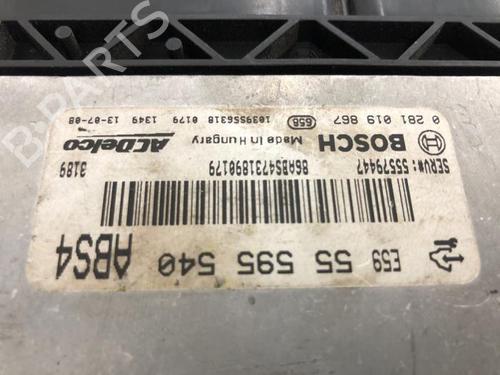 0 281 019 867 658 1039S56318 0179 1349 13-07-08
BOSCH Made in Hungary ACDelco
SERV#: 55579447 86ABS4731890179 3189
E59 55 595 540 ABS4
B-PARTS